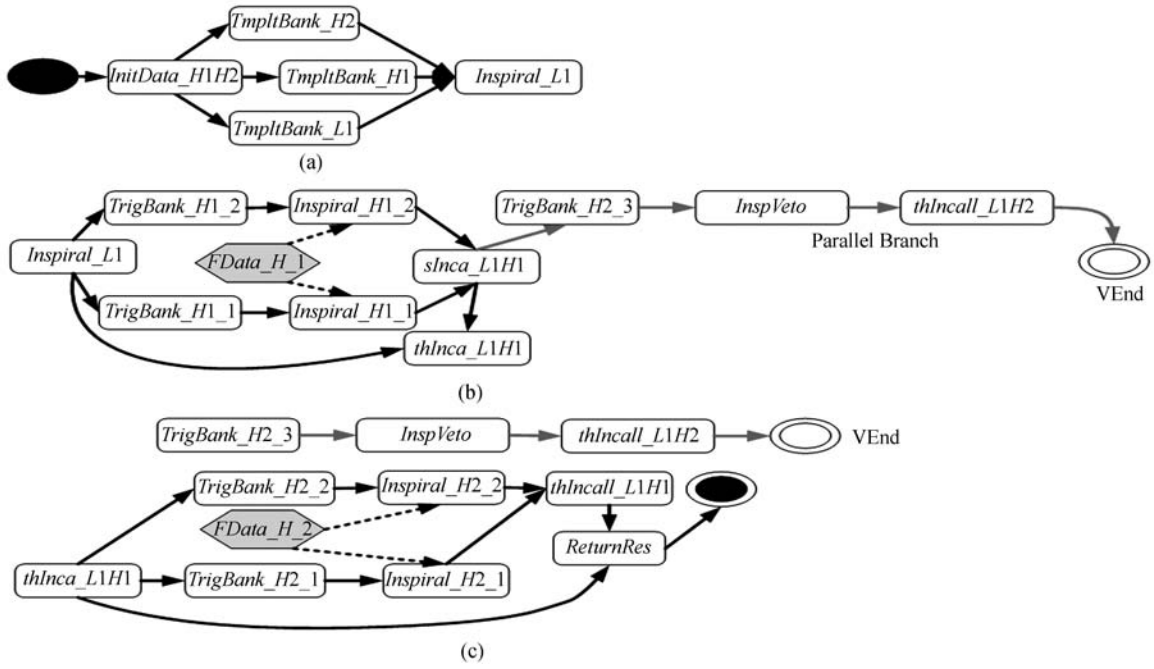 TmpltBank_H2
InitData_H1H2
TmpltBank_H1
Inspiral_L1
TmpltBank_L1
(a)
TrigBank_H1_2
Inspiral_H1_2
TrigBank_H2_3
InspVeto
thIncall_L1H2
Parallel Branch
Inspiral_L1
FData_H_1
sInca_L1H1
VEnd
TrigBank_H1_1
Inspiral_H1_1
thInca_L1H1
(b)
TrigBank_H2_3
InspVeto
thIncall_L1H2
VEnd
TrigBank_H2_2
Inspiral_H2_2
thIncall_L1H1
FData_H_2
ReturnRes
thInca_L1H1
TrigBank_H2_1
Inspiral_H2_1
(c)